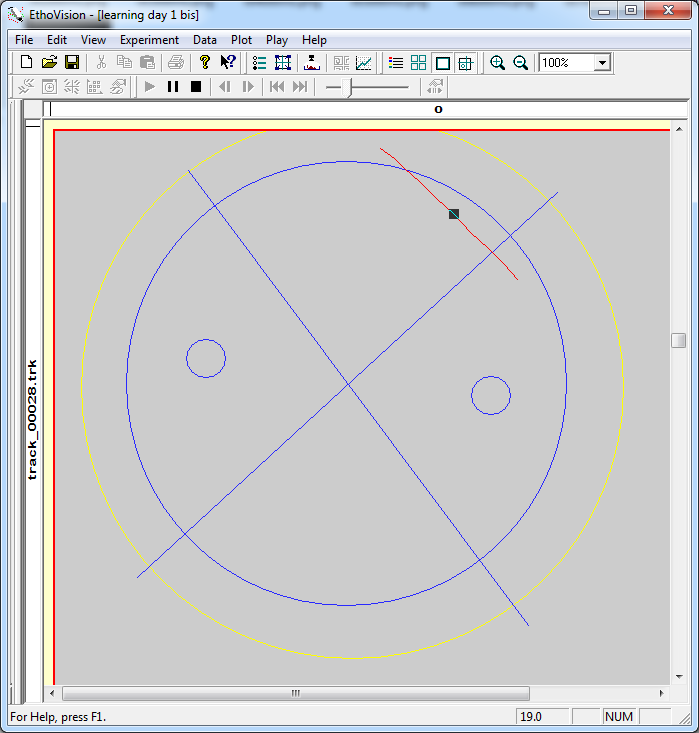 EthoVision - [learning day 1 bis]
File Edit View Experiment Data Plot Play Help
100%
0
track_00028.trk
For Help, press F1.
19.0
NUM